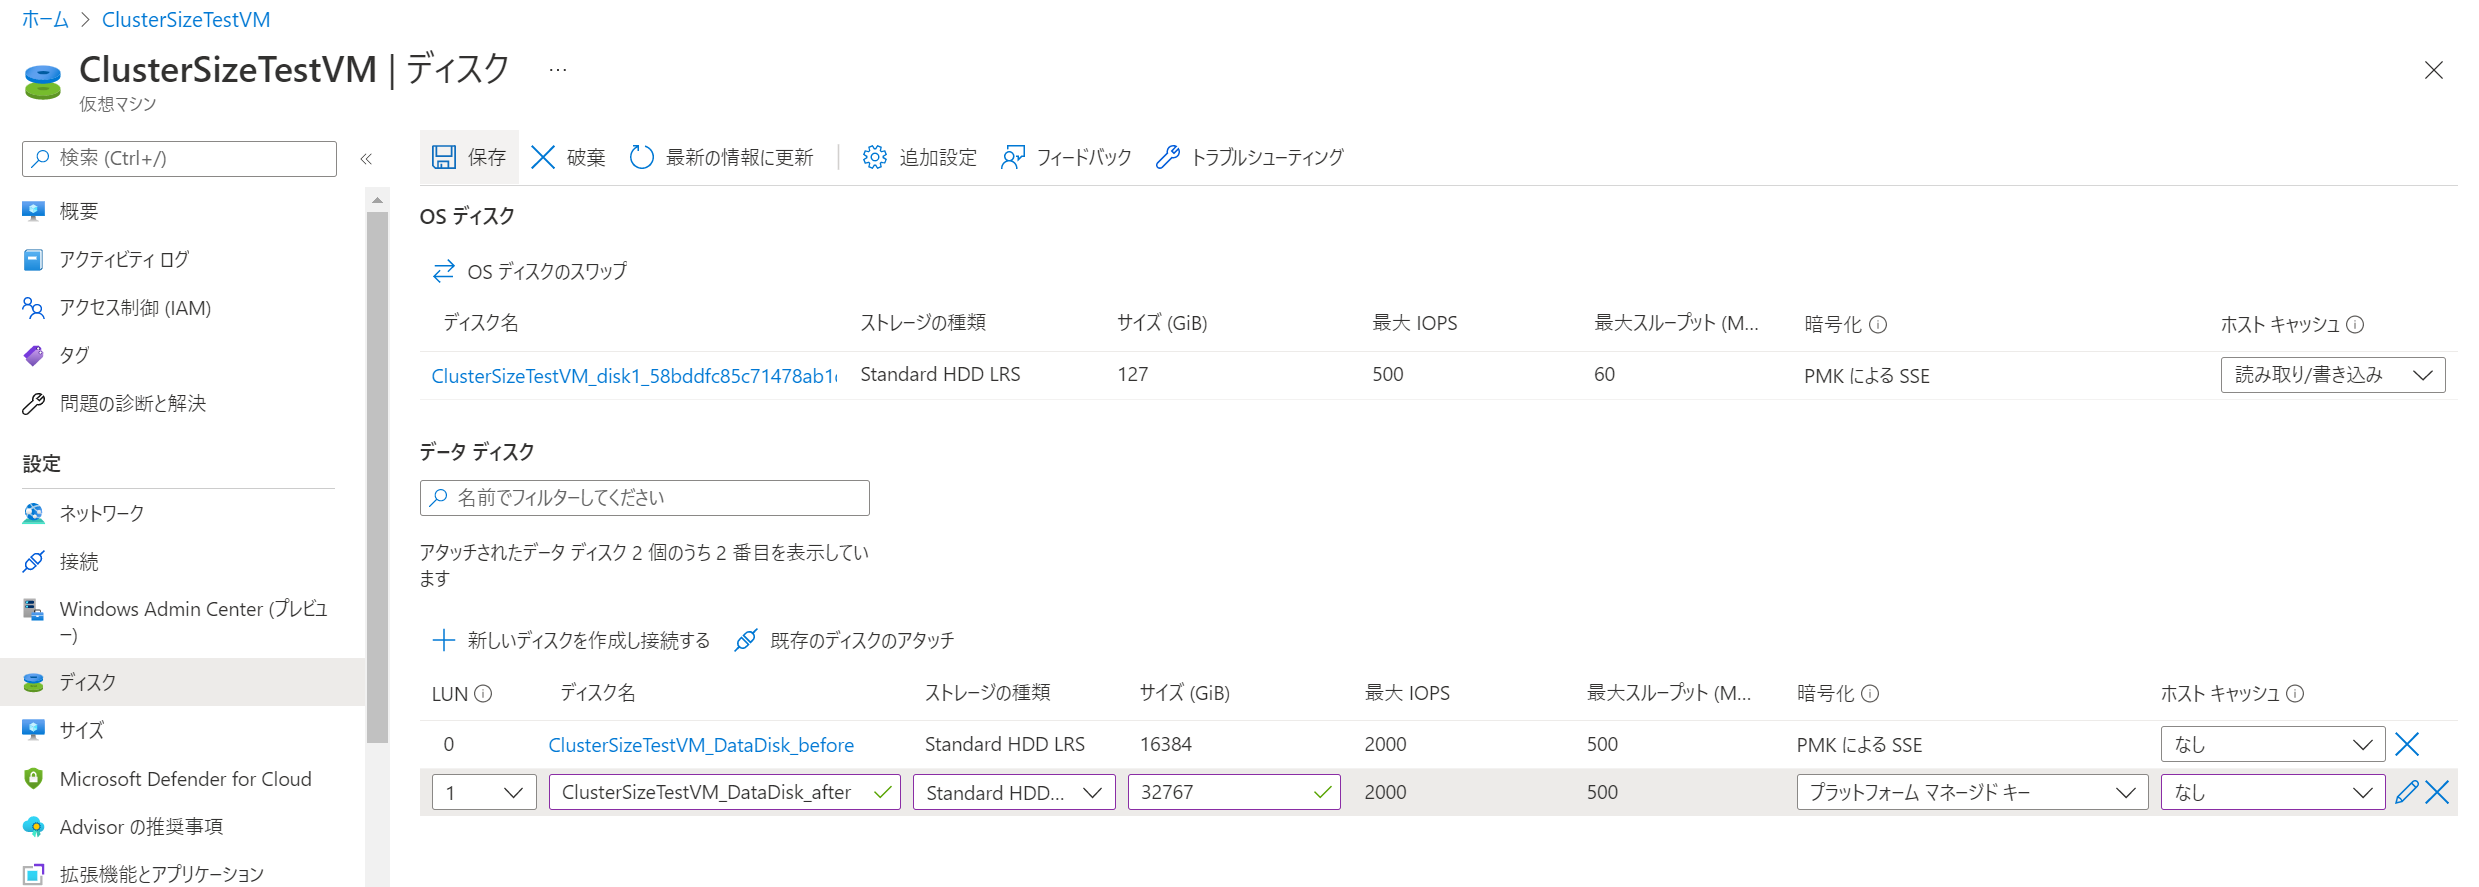 ホーム > ClusterSizeTestVM
ClusterSizeTestVM | ディスク ...
仮想マシン
検索 (Ctrl+/)
«
概要
アクティビティ ログ
アクセス制御 (IAM)
タグ
問題の診断と解決
設定
ネットワーク
接続
Windows Admin Center (プレビュ
ー)
ディスク
サイズ
Microsoft Defender for Cloud
Advisor の推奨事項
拡張機能とアプリケーション
保存 破棄 最新の情報に更新 追加設定 フィードバック トラブルシューティング
OS ディスク
OS ディスクのスワップ
ディスク名 ストレージの種類 サイズ (GiB) 最大 IOPS 最大スループット (M... 暗号化 ホスト キャッシュ
ClusterSizeTestVM_disk1_58bddfc85c71478ab1 Standard HDD LRS 127 500 60 PMK による SSE 読み取り/書き込み
データ ディスク
名前でフィルターしてください
アタッチされたデータ ディスク 2 個のうち 2 番目を表示してい
ます
新しいディスクを作成し接続する 既存のディスクのアタッチ
LUN ディスク名 ストレージの種類 サイズ (GiB) 最大 IOPS 最大スループット (M... 暗号化 ホスト キャッシュ
0 ClusterSizeTestVM_DataDisk_before Standard HDD LRS 16384 2000 500 PMK による SSE なし
1 ClusterSizeTestVM_DataDisk_after Standard HDD... 32767 2000 500 プラットフォーム マネージド キー なし